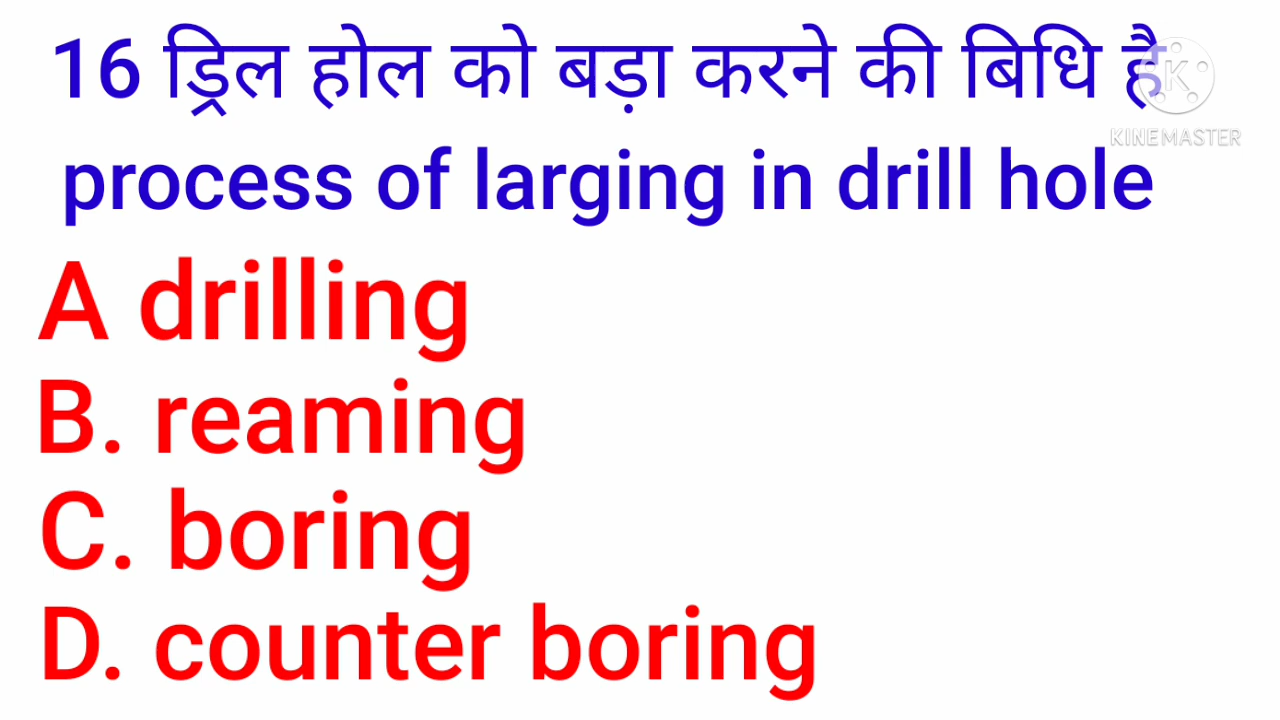 16 ड्रिल होल को बड़ा करने की बिधि है
KINEMASTER
process of larging in drill hole
A drilling
B. reaming
C. boring
D. counter boring